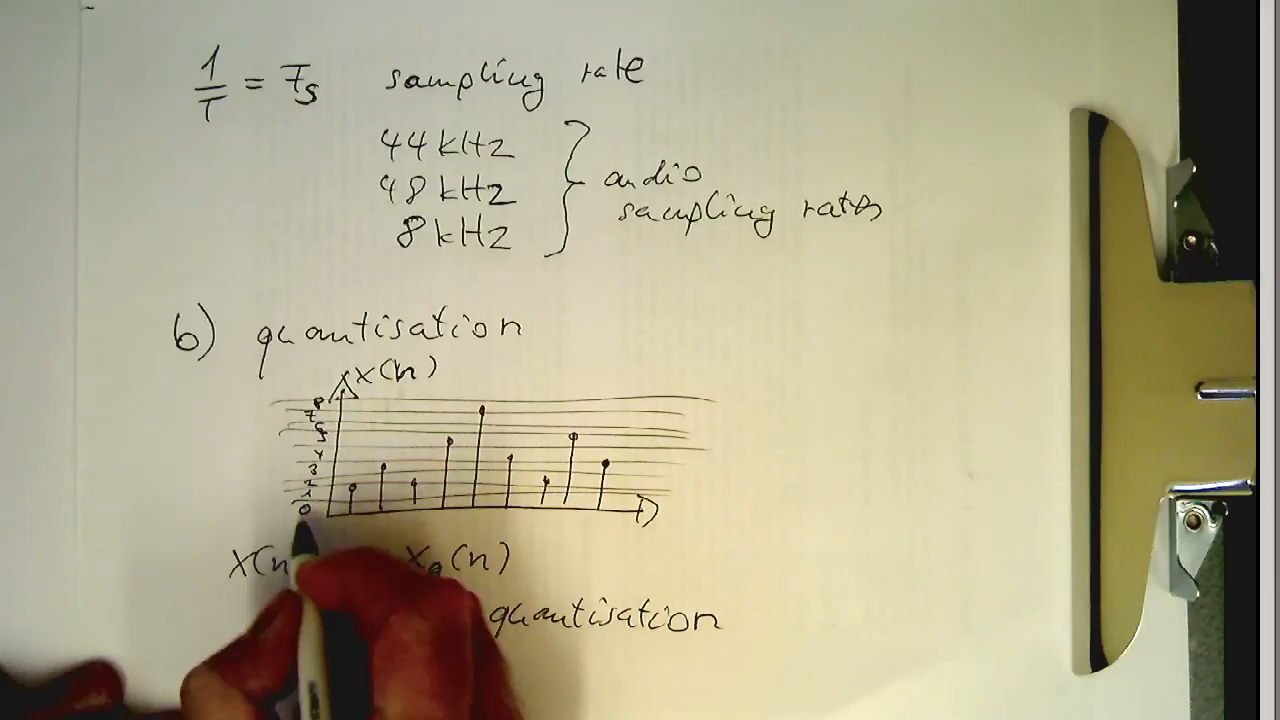 1/T = Fs sampling rate
44 kHz
48 kHz
8 kHz
audio
sampling rates
b) quantisation
x(n)
8
7
6
5
4
3
2
1
0
x(n xq(n)
quantisation